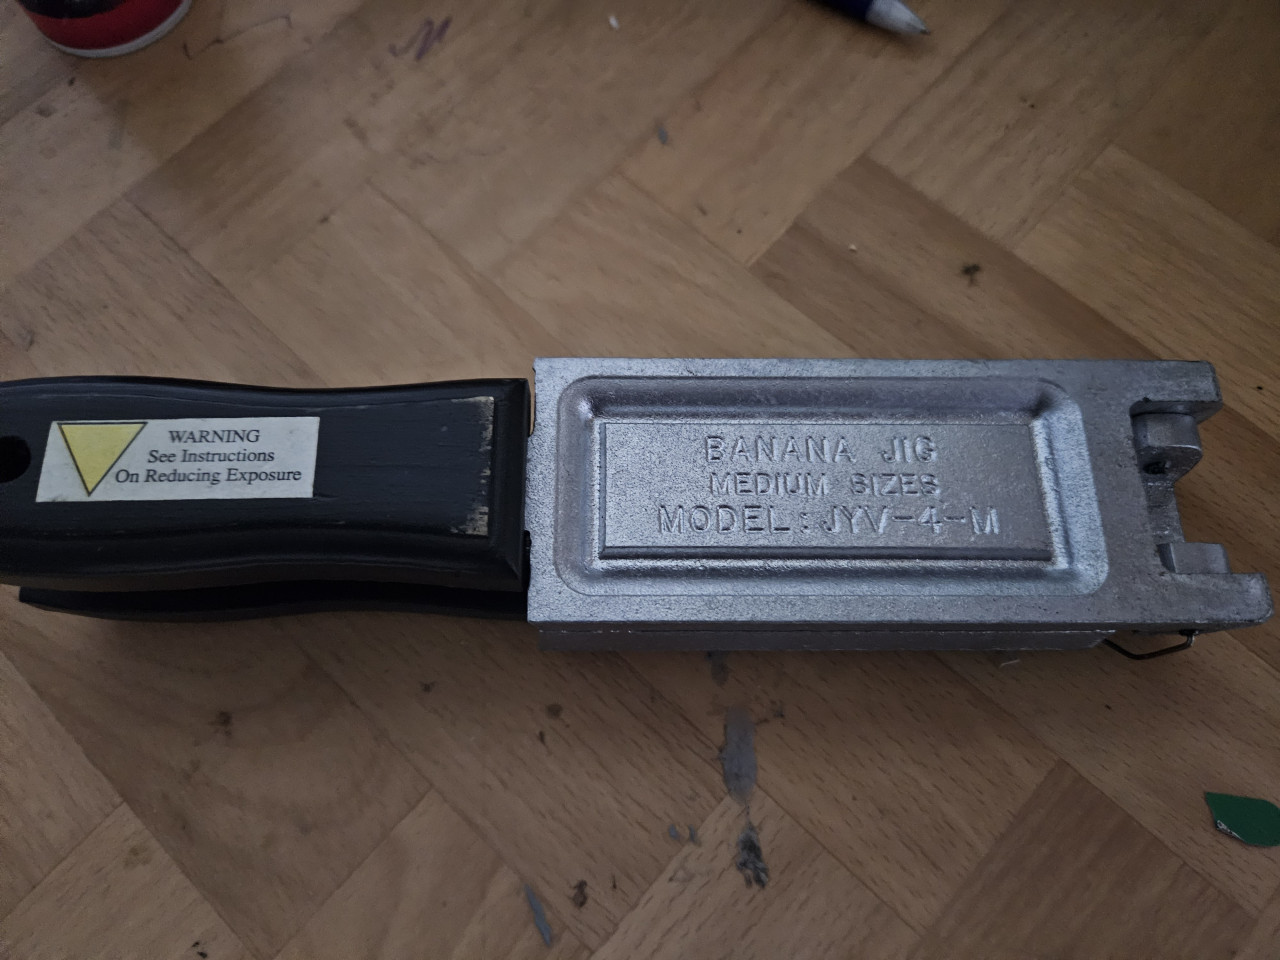 WARNING
See Instructions
On Reducing Exposure
BANANA JIG
MEDIUM SIZES
MODEL: JYV-4-M